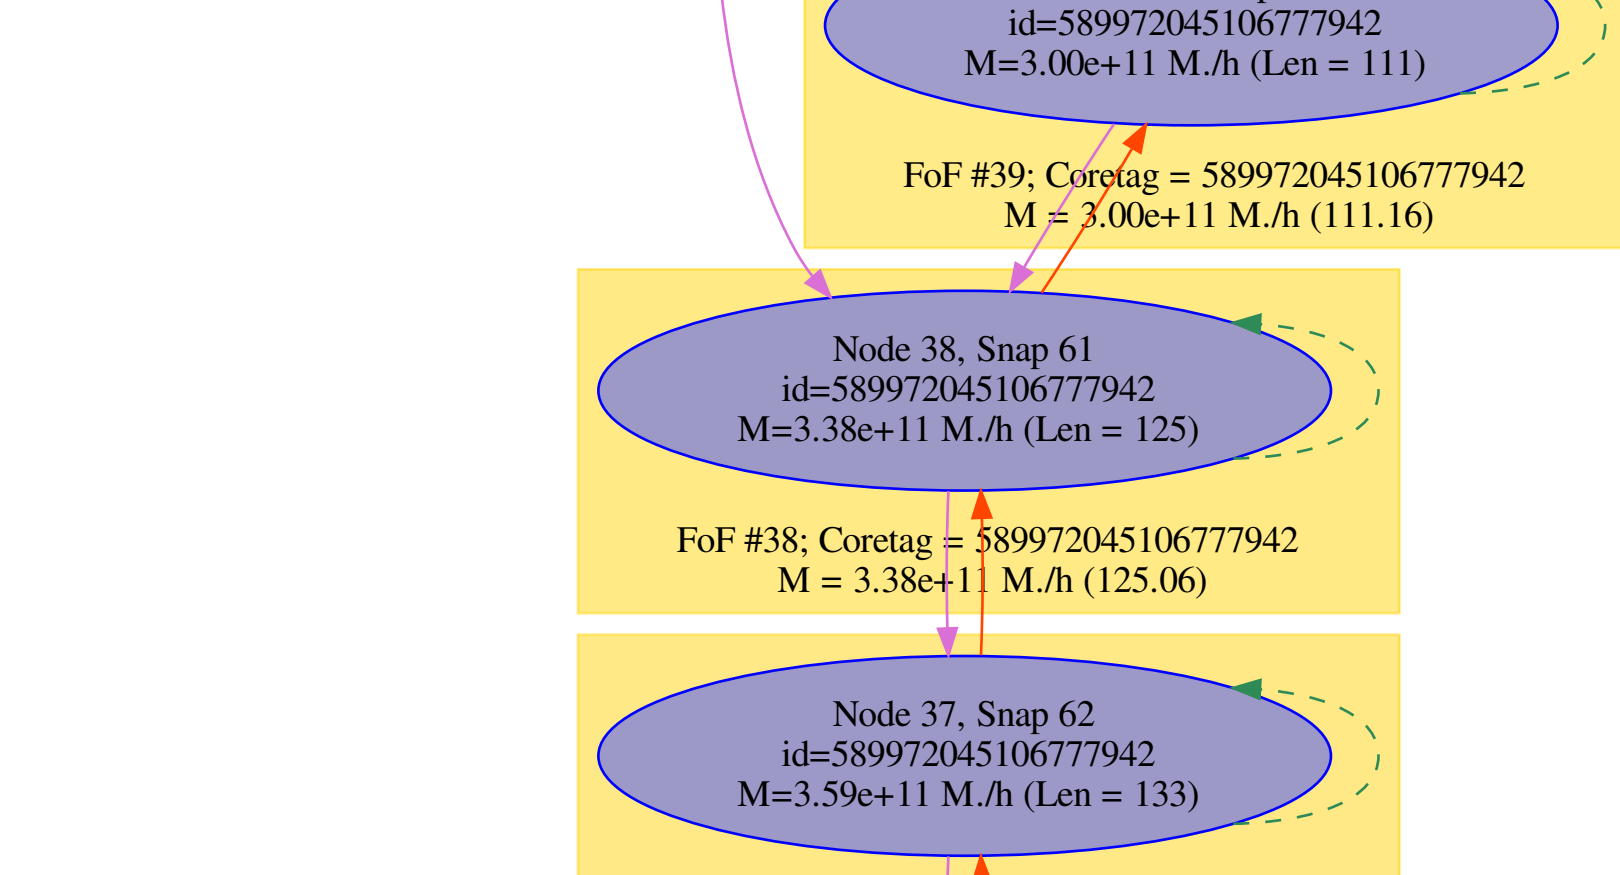 id=589972045106777942
M=3.00e+11 M./h (Len = 111)
FoF #39; Coretag = 589972045106777942
M = 3.00e+11 M./h (111.16)
Node 38, Snap 61
id=589972045106777942
M=3.38e+11 M./h (Len = 125)
FoF #38; Coretag = 589972045106777942
M = 3.38e+11 M./h (125.06)
Node 37, Snap 62
id=589972045106777942
M=3.59e+11 M./h (Len = 133)